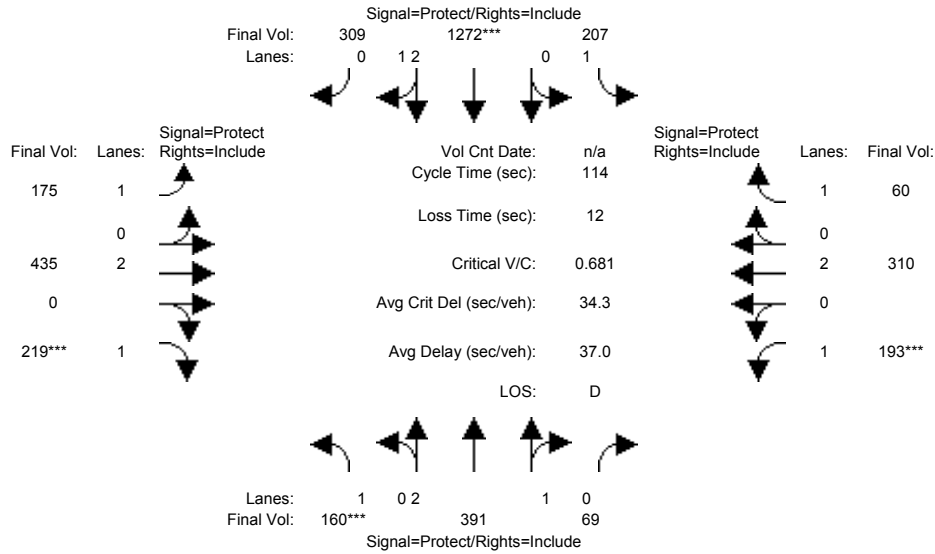 Signal=Protect/Rights=Include
Final Vol: 309 1272*** 207
Lanes: 0 1 2 0 1
Signal=Protect
Final Vol: Lanes: Rights=Include
Vol Cnt Date: n/a
Signal=Protect
Rights=Include Lanes: Final Vol:
Cycle Time (sec): 114
175 1
1 60
Loss Time (sec): 12
0
0
435 2
Critical V/C: 0.681
2 310
0
Avg Crit Del (sec/veh): 34.3
0
219*** 1
Avg Delay (sec/veh): 37.0
1 193***
LOS: D
Lanes: 1 0 2 1 0
Final Vol: 160*** 391 69
Signal=Protect/Rights=Include